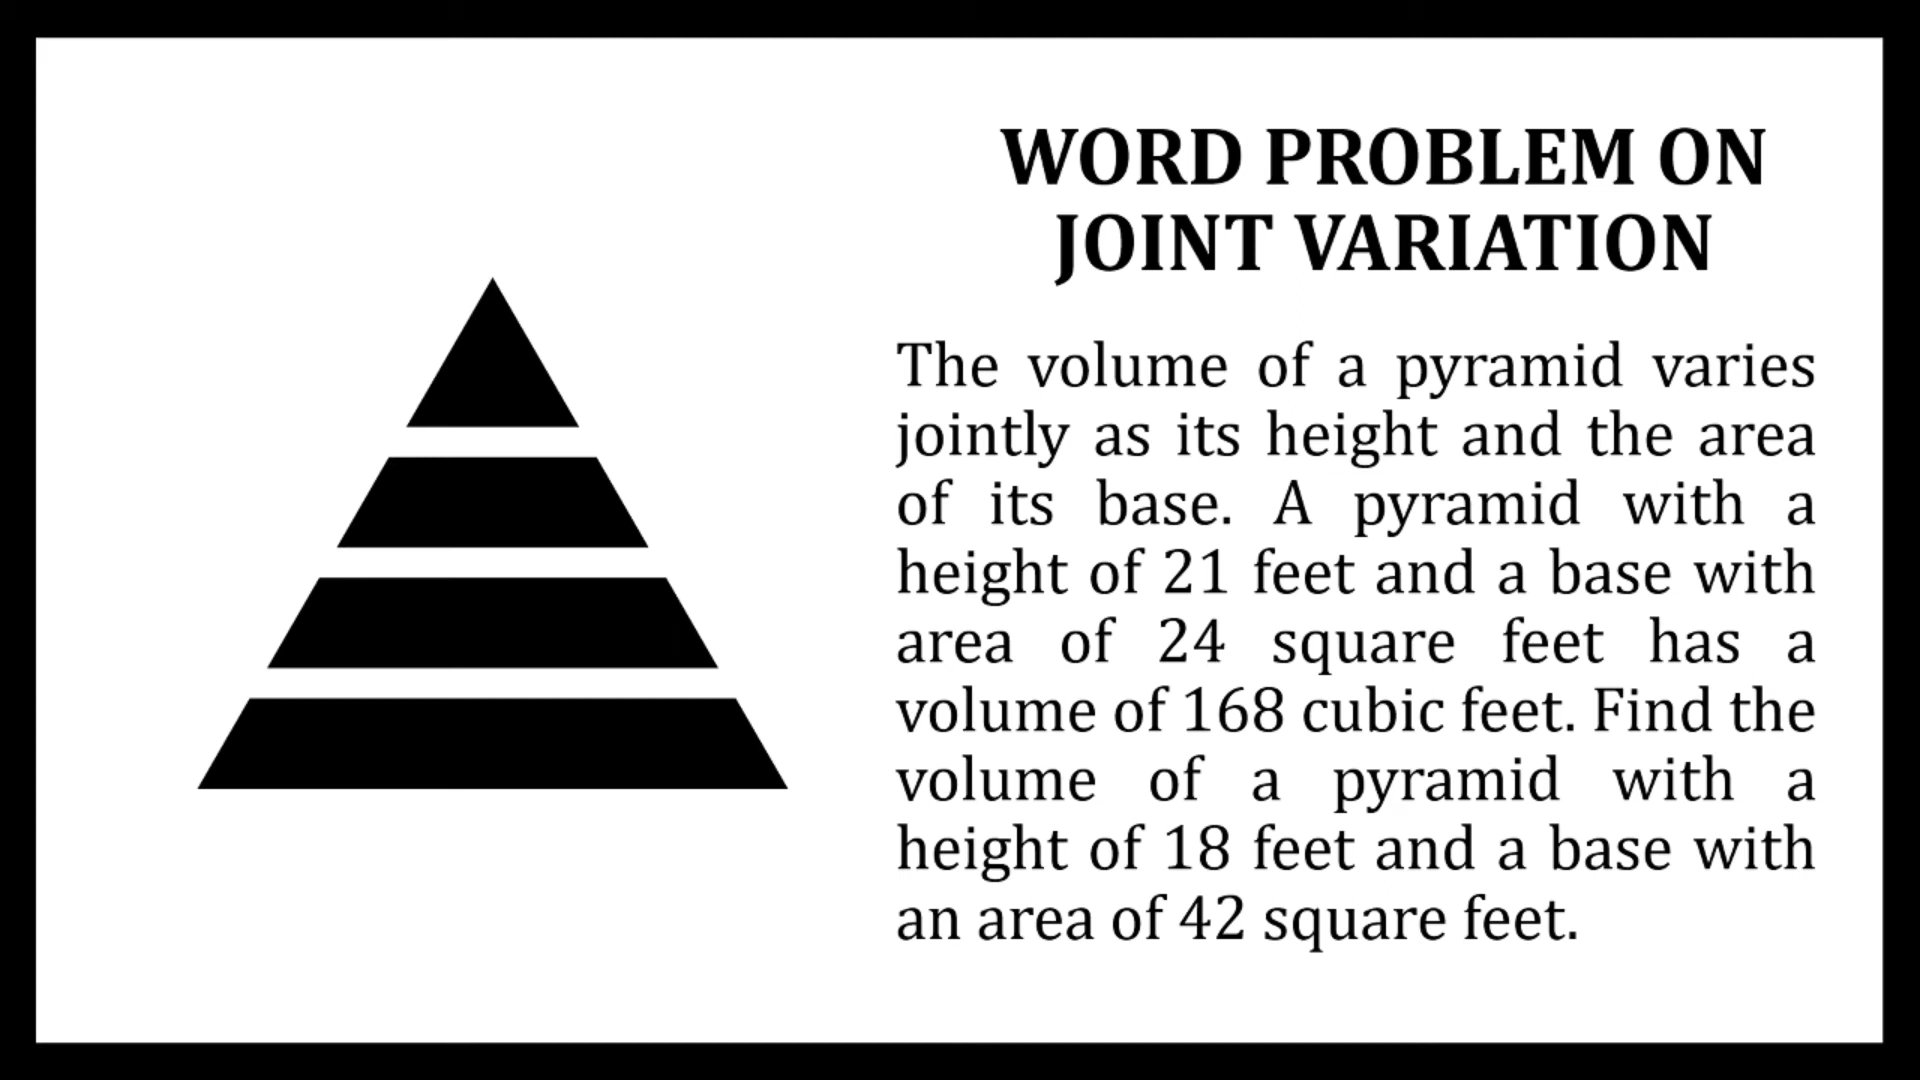 WORD PROBLEM ON
JOINT VARIATION
The volume of a pyramid varies
jointly as its height and the area
of its base. A pyramid with a
height of 21 feet and a base with
area of 24 square feet has a
volume of 168 cubic feet. Find the
volume of a pyramid with a
height of 18 feet and a base with
an area of 42 square feet.